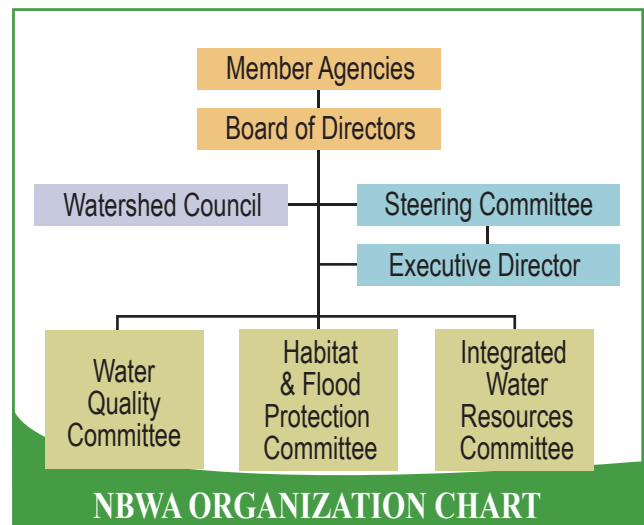 Member Agencies
Board of Directors
Watershed Council
Steering Committee
Executive Director
Water
Quality
Committee
Habitat
& Flood
Protection
Committee
Integrated
Water
Resources
Committee
NBWA ORGANIZATION CHART